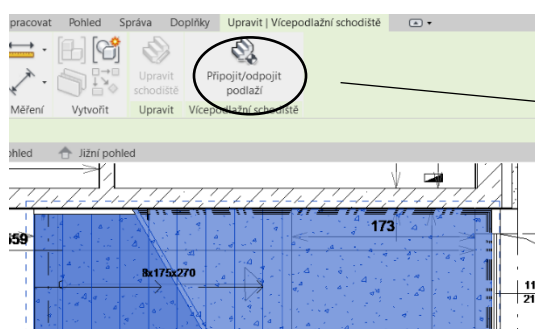 pracovat Pohled Správa Doplňky Upravit | Vícepodlažní schodiště
Upravit schodiště
Připojit/odpojit podlaží
Měření Vytvořit Upravit Vícepodlažní schodiště
ohled Jižní pohled
173
359
8x175x270
11
21